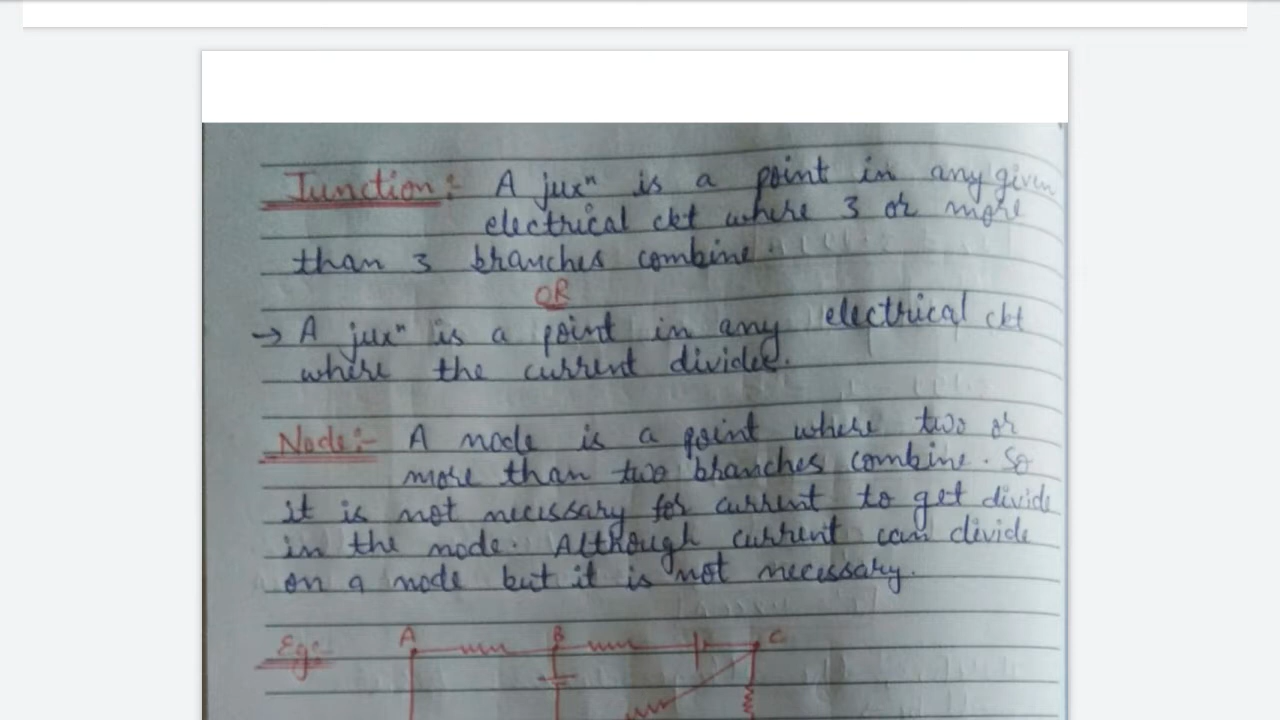 Junction:- A juxⁿ is a point in any given
electrical ckt where 3 or more
than 3 branches combine.
OR
→ A juxⁿ is a point in any electrical ckt
where the current divides.
Node:- A node is a point where two or
more than two branches combine. So
it is not necessary for current to get divide
in the node. Although current can divide
on a node but it is not necessary.
Eg:- A B C